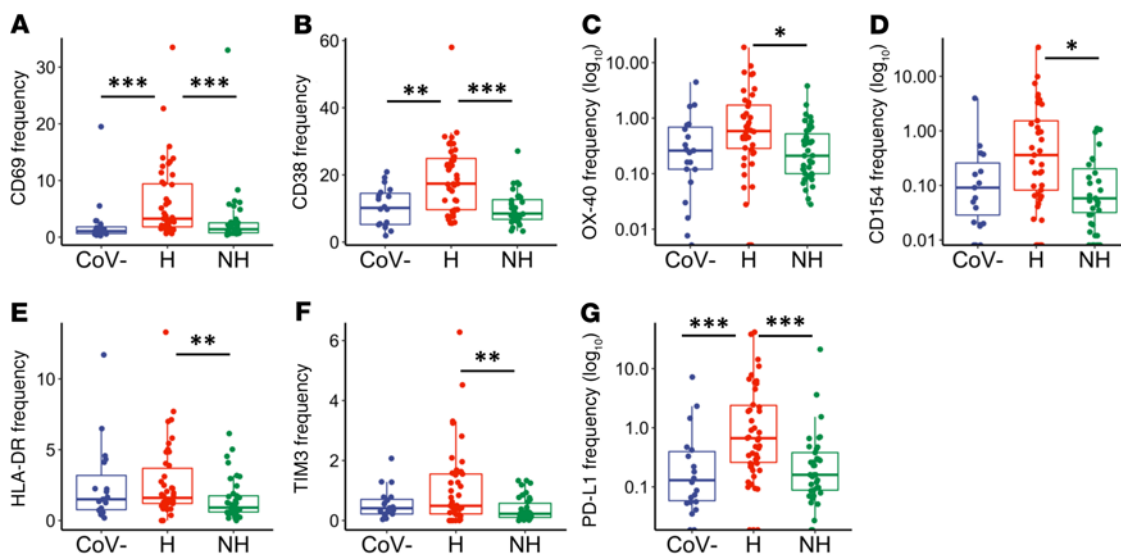 A
CD69 frequency
30
20
10
0
***
***
CoV-
H
NH
B
CD38 frequency
60
40
20
0
**
***
CoV-
H
NH
C
OX-40 frequency (log10)
10.00
1.00
0.10
0.01
*
CoV-
H
NH
D
CD154 frequency (log10)
10.00
1.00
0.10
0.01
*
CoV-
H
NH
E
HLA-DR frequency
10
5
0
**
CoV-
H
NH
F
TIM3 frequency
6
4
2
0
**
CoV-
H
NH
G
PD-L1 frequency (log10)
10.0
1.0
0.1
***
***
CoV-
H
NH